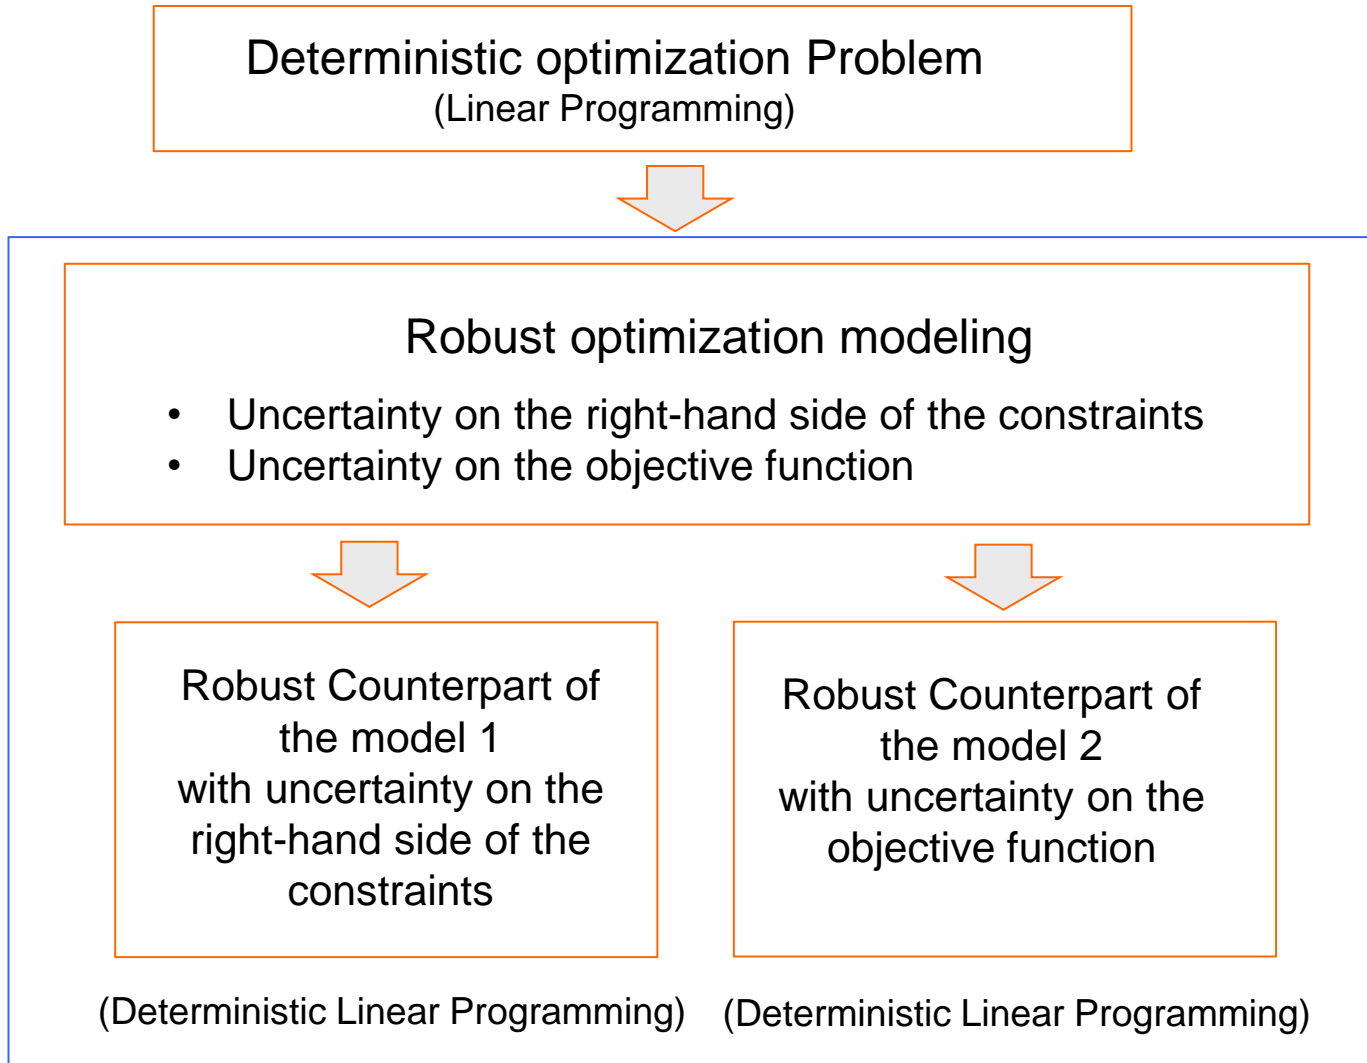 Deterministic optimization Problem
(Linear Programming)
Robust optimization modeling
• Uncertainty on the right-hand side of the constraints
• Uncertainty on the objective function
Robust Counterpart of
the model 1
with uncertainty on the
right-hand side of the
constraints
Robust Counterpart of
the model 2
with uncertainty on the
objective function
(Deterministic Linear Programming)
(Deterministic Linear Programming)